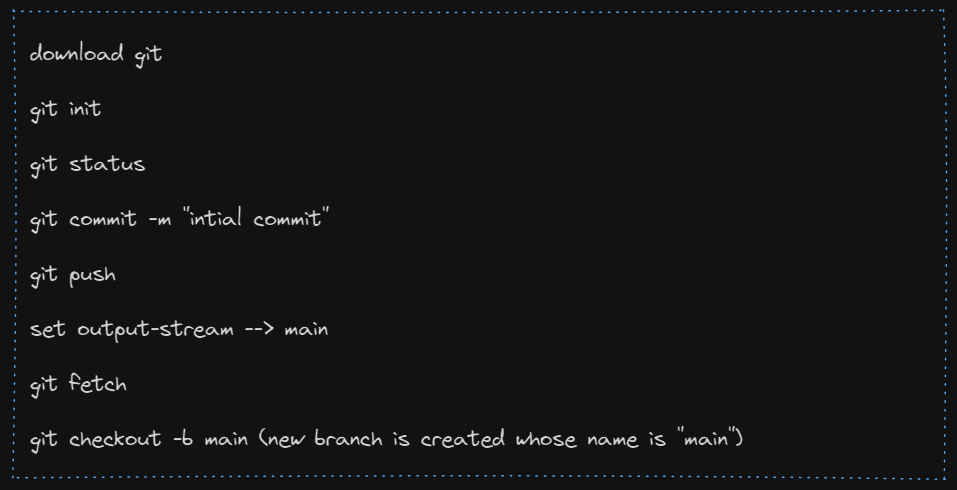 download git
git init
git status
git commit -m "intial commit"
git push
set output-stream --> main
git fetch
git checkout -b main (new branch is created whose name is "main")